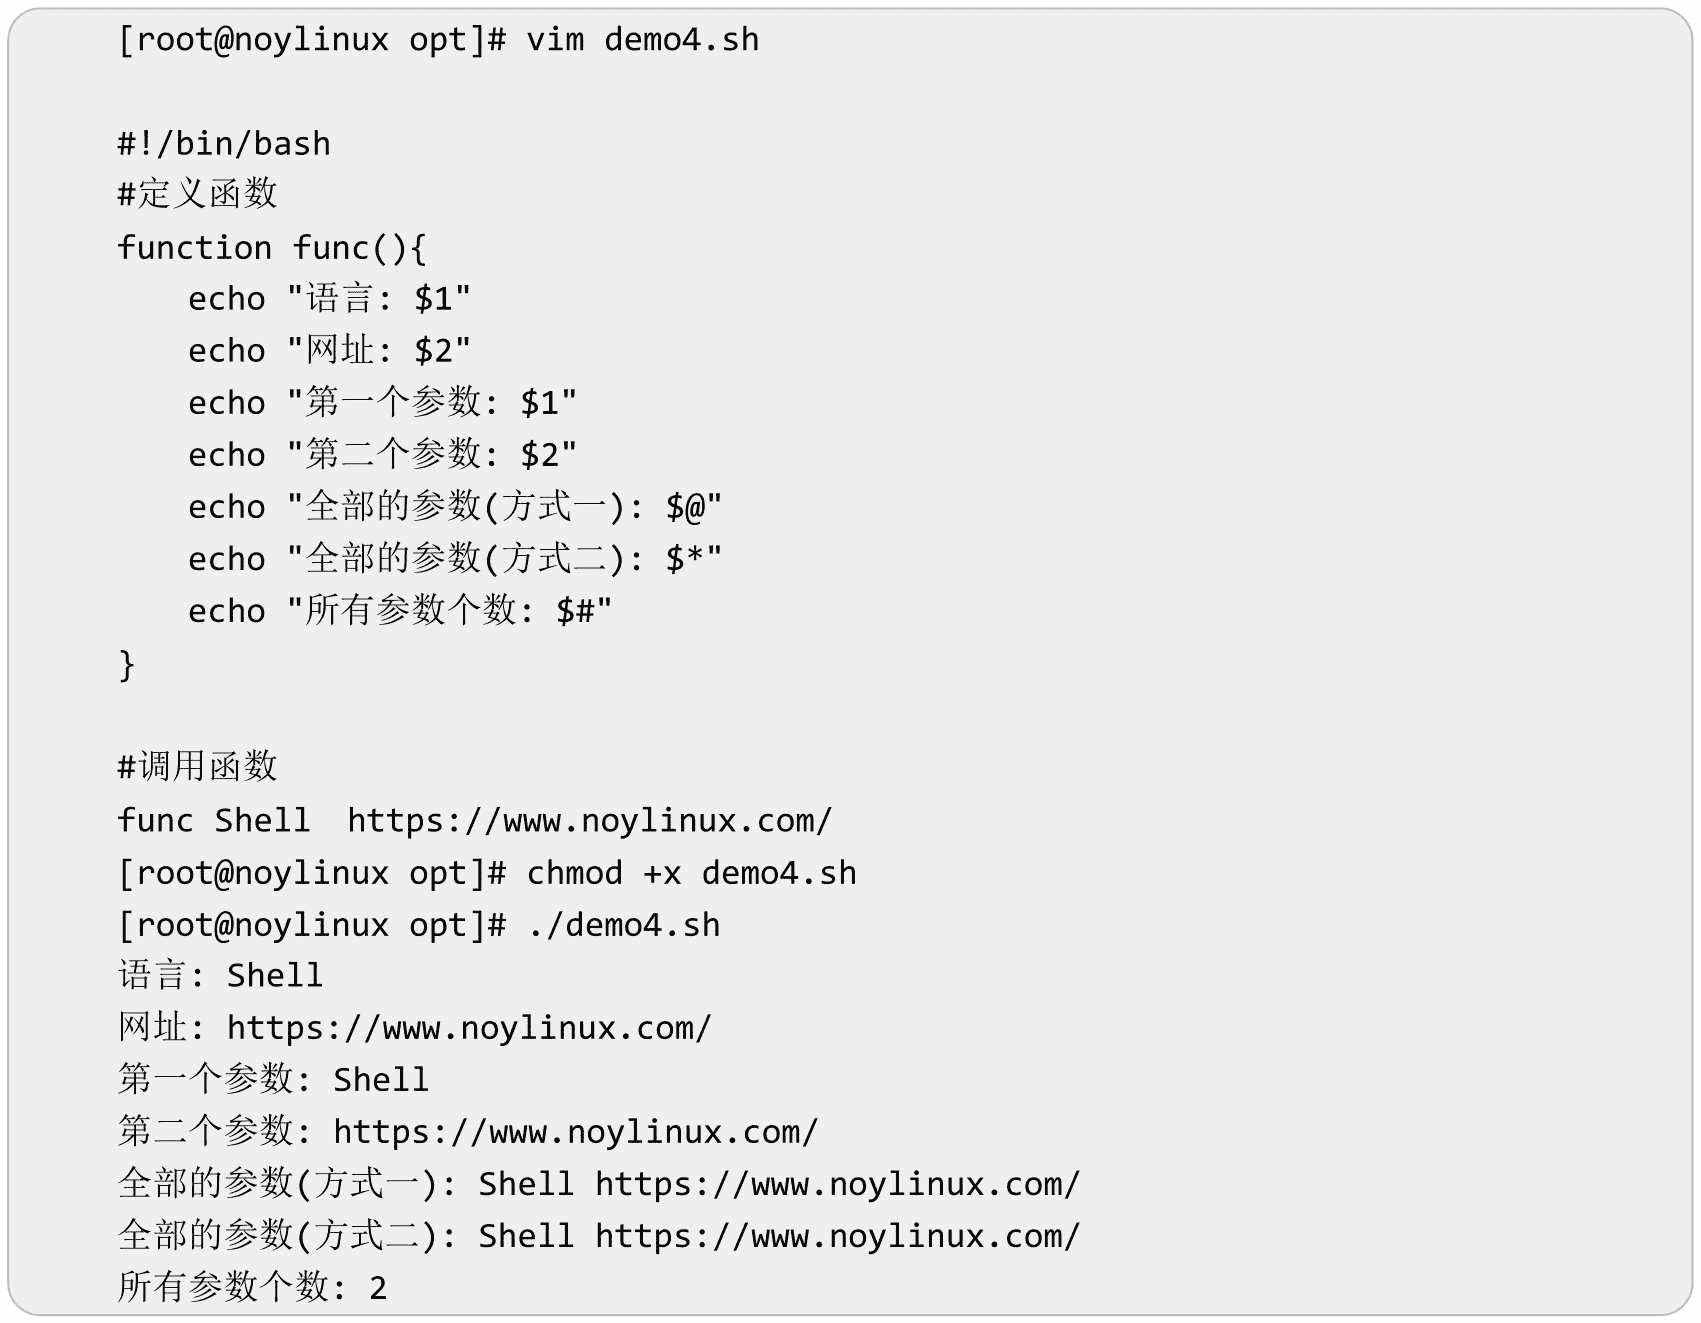 [root@noylinux opt]# vim demo4.sh
#!/bin/bash
#定义函数
function func(){
    echo "语言: $1"
    echo "网址: $2"
    echo "第一个参数: $1"
    echo "第二个参数: $2"
    echo "全部的参数(方式一): $@"
    echo "全部的参数(方式二): $*"
    echo "所有参数个数: $#"
}
#调用函数
func Shell  https://www.noylinux.com/
[root@noylinux opt]# chmod +x demo4.sh
[root@noylinux opt]# ./demo4.sh
语言: Shell
网址: https://www.noylinux.com/
第一个参数: Shell
第二个参数: https://www.noylinux.com/
全部的参数(方式一): Shell https://www.noylinux.com/
全部的参数(方式二): Shell https://www.noylinux.com/
所有参数个数: 2